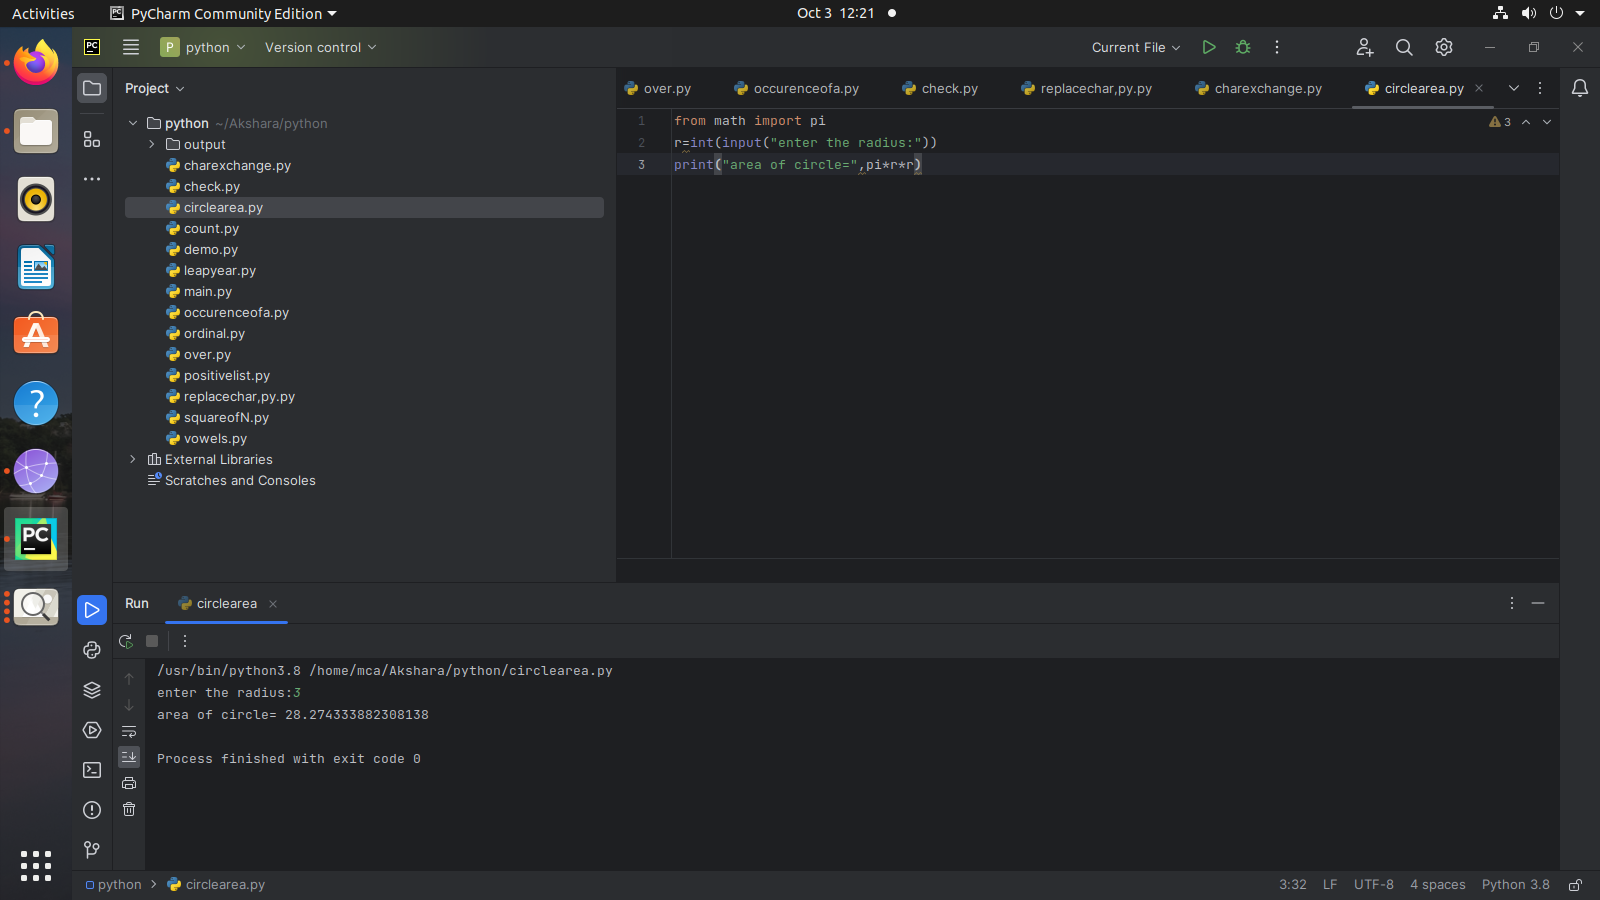 Activities
PyCharm Community Edition
Oct 3 12:21
PC
P python
Version control
Current File
Project
over.py
occurenceofa.py
check.py
replacechar,py.py
charexchange.py
circlearea.py
python ~/Akshara/python
output
charexchange.py
check.py
circlearea.py
count.py
demo.py
leapyear.py
main.py
occurenceofa.py
ordinal.py
over.py
positivelist.py
replacechar,py.py
squareofN.py
vowels.py
External Libraries
Scratches and Consoles
1 from math import pi
2 r=int(input("enter the radius:"))
3 print("area of circle=",pi*r*r)
3
PC
Run
circlearea
/usr/bin/python3.8 /home/mca/Akshara/python/circlearea.py
enter the radius:3
area of circle= 28.274333882308138
Process finished with exit code 0
python
circlearea.py
3:32
LF
UTF-8
4 spaces
Python 3.8